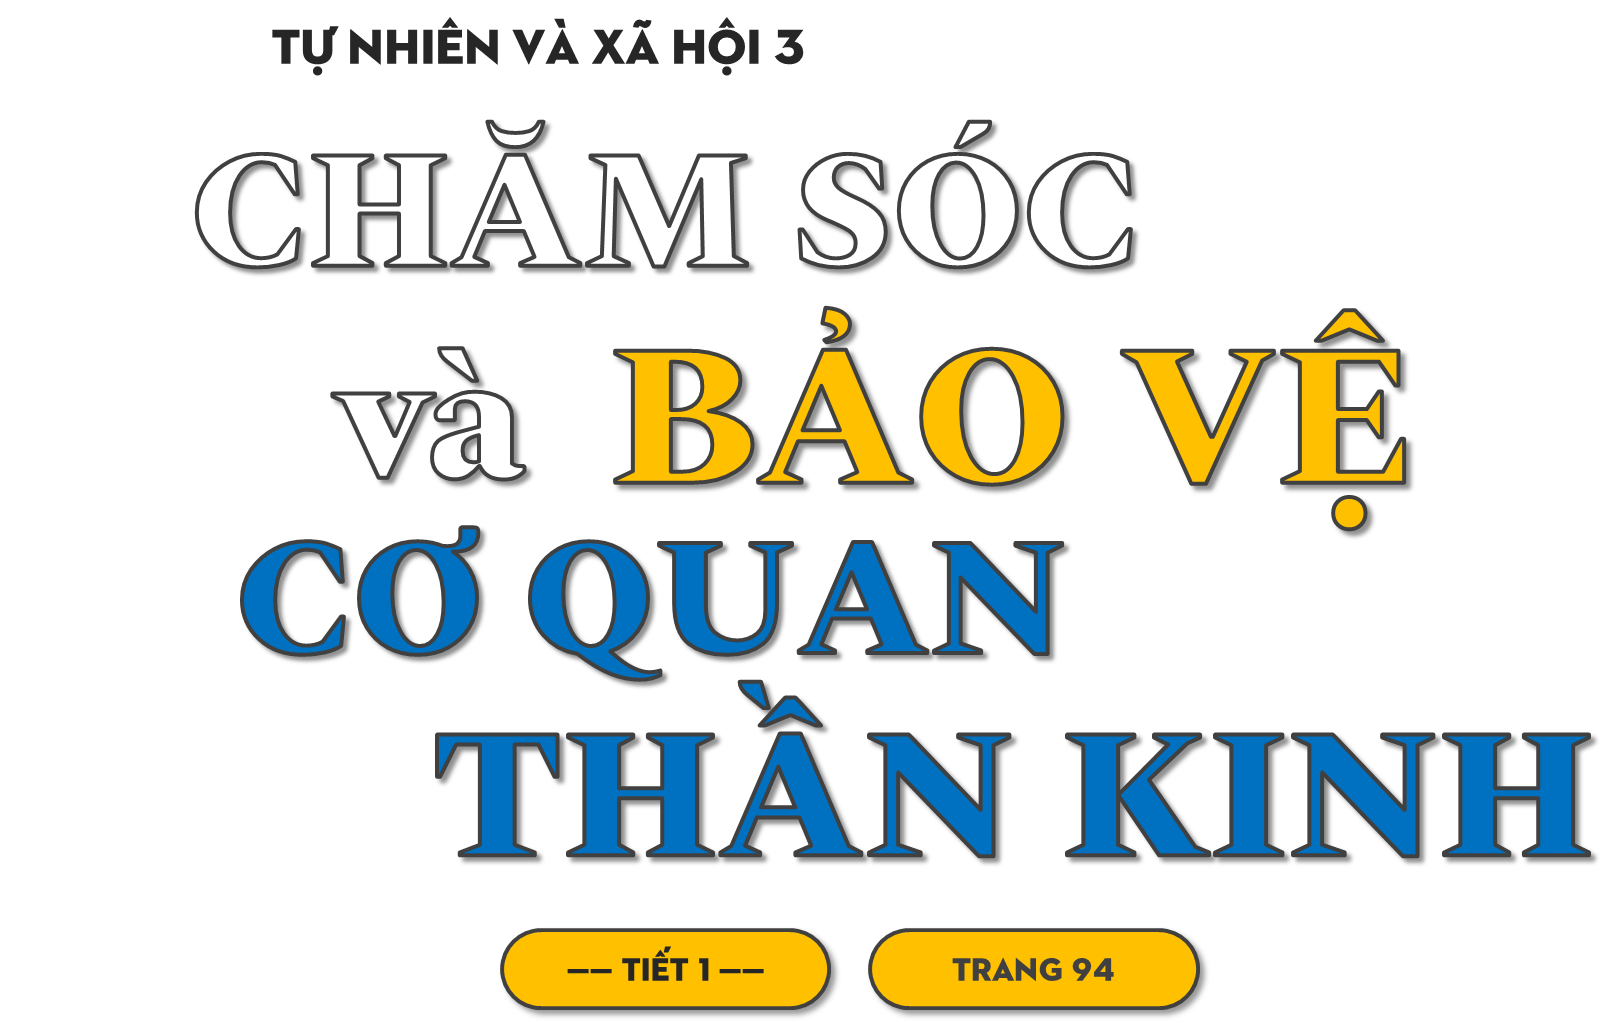 TỰ NHIÊN VÀ XÃ HỘI 3
CHĂM SÓC
và BẢO VỆ
CƠ QUAN
THẦN KINH
–– TIẾT 1 ––
TRANG 94